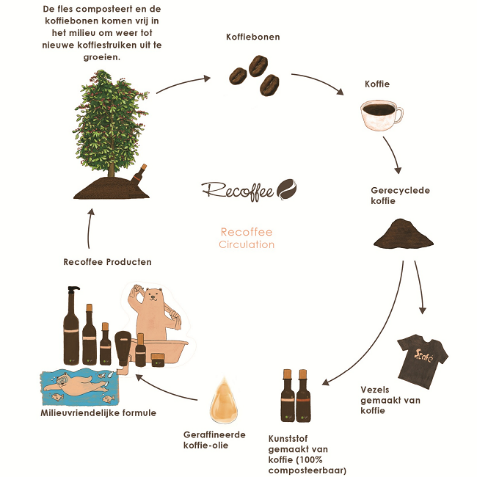 De fles composteert en de
koffiebonen komen vrij in
het milieu om weer tot
nieuwe koffiestruiken uit te
groeien.
Koffiebonen
Koffie
Gerecyclede
koffie
Recoffee
Recoffee
Circulation
Recoffee Producten
Vezels
gemaakt van
koffie
Milieuvriendelijke formule
Geraffineerde
koffie-olie
Kunststof
gemaakt van
koffie (100%
composteerbaar)